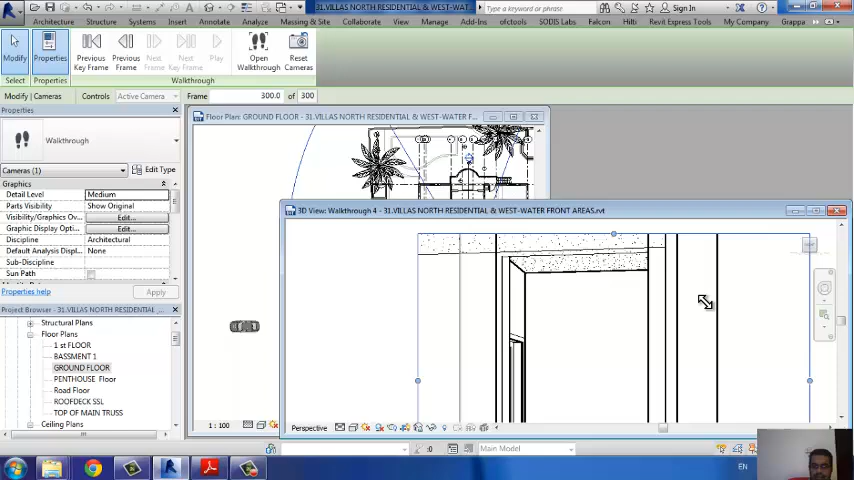 31.VILLAS NORTH RESIDENTIAL & WEST-WAT...
Type a keyword or phrase
Sign In
Architecture Structure Systems Insert Annotate Analyze Massing & Site Collaborate View Manage Add-Ins ofctools SODIS Labs Falcon Hilti Revit Express Tools My Company Grappa
Modify Properties Previous Key Frame Previous Frame Next Frame Next Key Frame Play Open Walkthrough Reset Cameras
Select Properties Walkthrough
Modify | Cameras Controls Active Camera Frame 300.0 of 300
Properties
Walkthrough
Cameras (1) Edit Type
Graphics
Detail Level Medium
Parts Visibility Show Original
Visibility/Graphics Ov... Edit...
Graphic Display Opti... Edit...
Discipline Architectural
Default Analysis Displ... None
Sub-Discipline
Sun Path
Properties help Apply
Project Browser - 31.VILLAS NORTH RESIDENTIAL ...
Structural Plans
Floor Plans
1 st FLOOR
BASSMENT 1
GROUND FLOOR
PENTHOUSE Floor
Road Floor
ROOFDECK SSL
TOP OF MAIN TRUSS
Ceiling Plans
Floor Plan: GROUND FLOOR - 31.VILLAS NORTH RESIDENTIAL & WEST-WATER F...
3D View: Walkthrough 4 - 31.VILLAS NORTH RESIDENTIAL & WEST-WATER FRONT AREAS.rvt
1 : 100
Perspective
:0 Main Model
EN